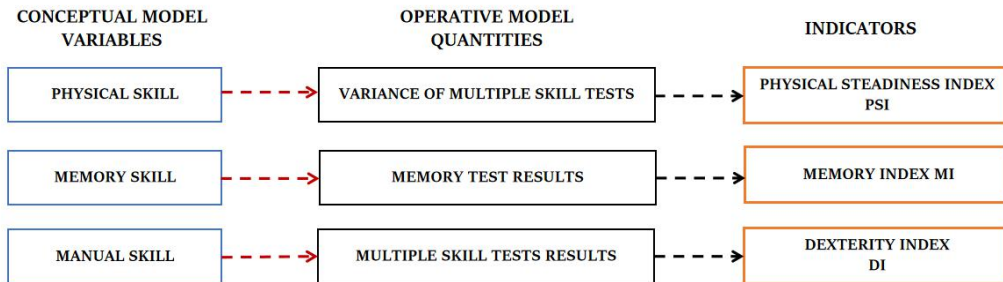 CONCEPTUAL MODEL
VARIABLES
OPERATIVE MODEL
QUANTITIES
INDICATORS
PHYSICAL SKILL
VARIANCE OF MULTIPLE SKILL TESTS
PHYSICAL STEADINESS INDEX
PSI
MEMORY SKILL
MEMORY TEST RESULTS
MEMORY INDEX MI
MANUAL SKILL
MULTIPLE SKILL TESTS RESULTS
DEXTERITY INDEX
DI